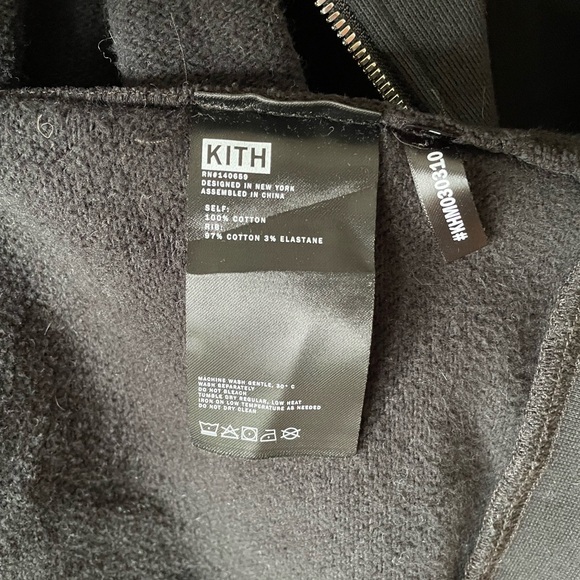 KITH
RN#140659
DESIGNED IN NEW YORK
ASSEMBLED IN CHINA
SELF:
100% COTTON
RIB:
97% COTTON 3% ELASTANE
MACHINE WASH GENTLE, 30° C
WASH SEPARATELY
DO NOT BLEACH
TUMBLE DRY REGULAR, LOW HEAT
IRON ON LOW TEMPERATURE AS NEEDED
DO NOT DRY CLEAN
#KHM030310